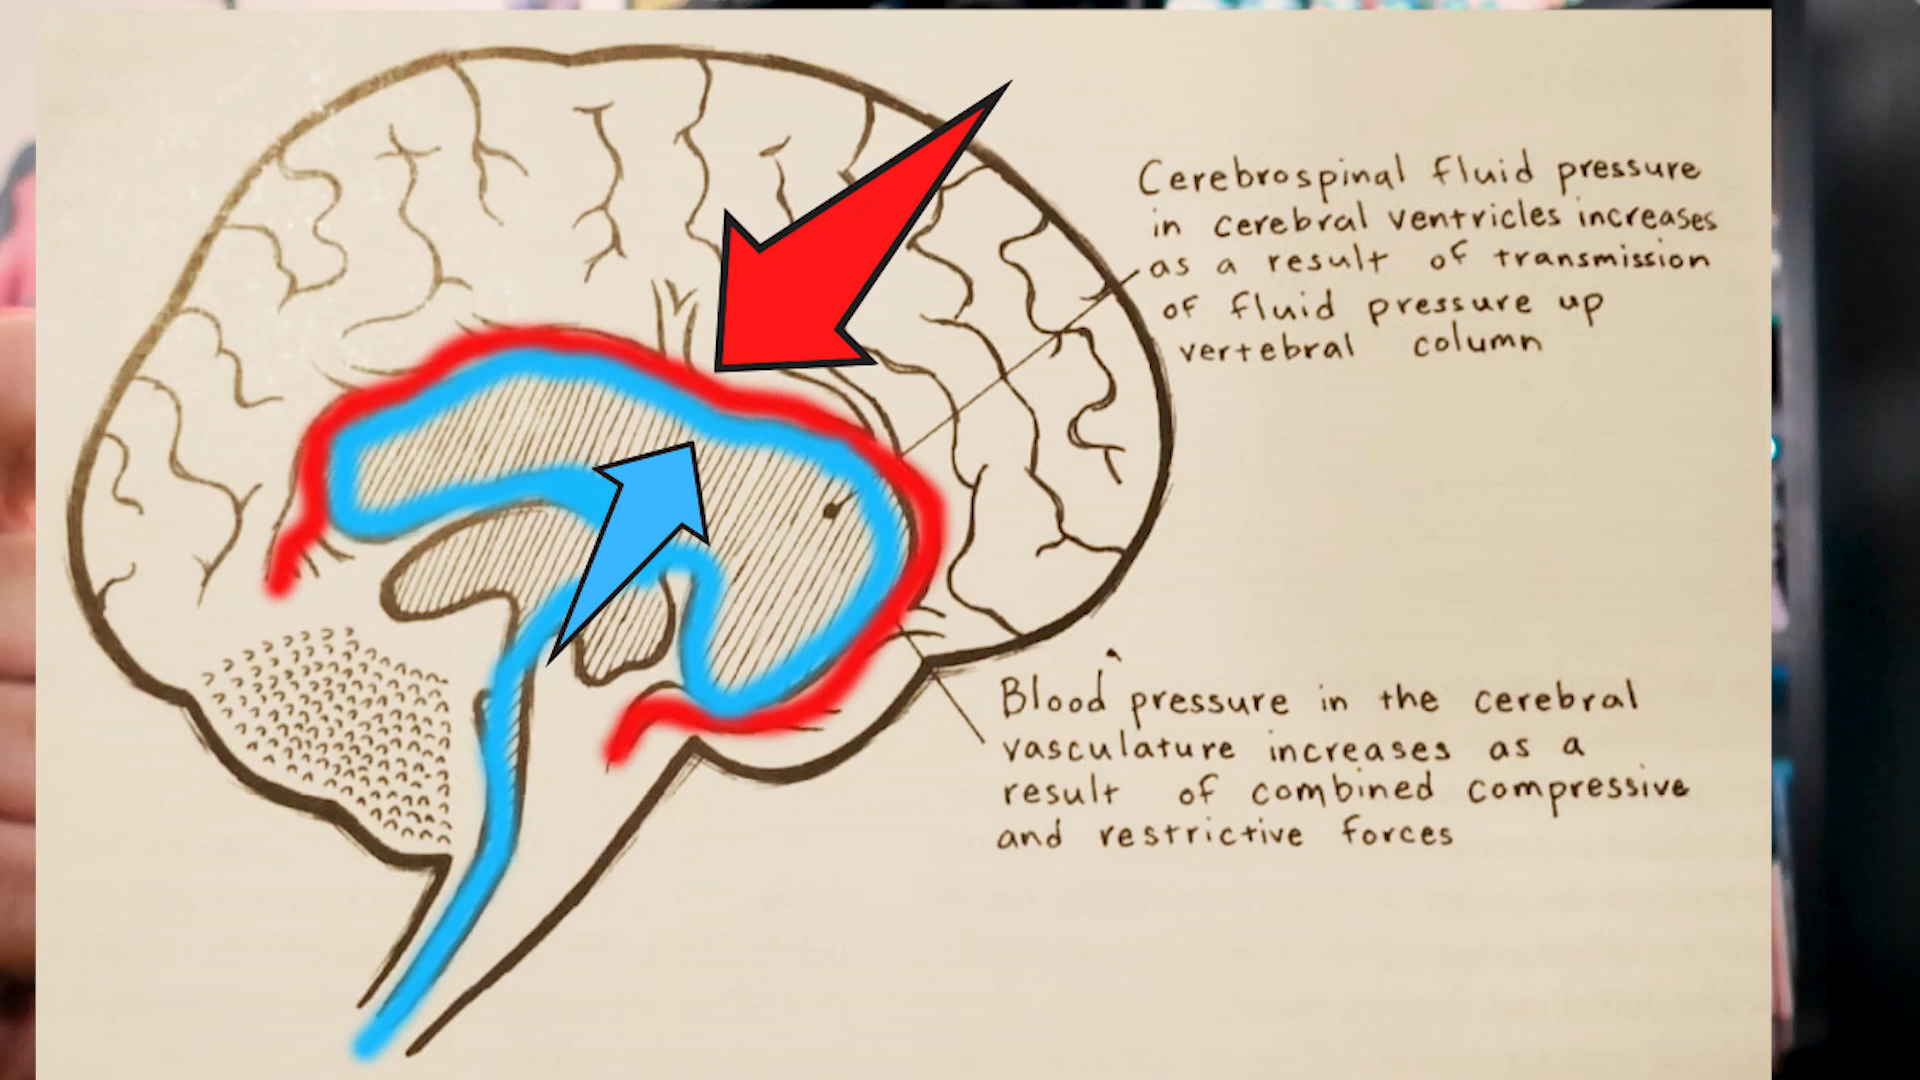 Cerebrospinal fluid pressure
in cerebral ventricles increases
as a result of transmission
of fluid pressure up
vertebral column
Blood pressure in the cerebral
vasculature increases as a
result of combined compressive
and restrictive forces